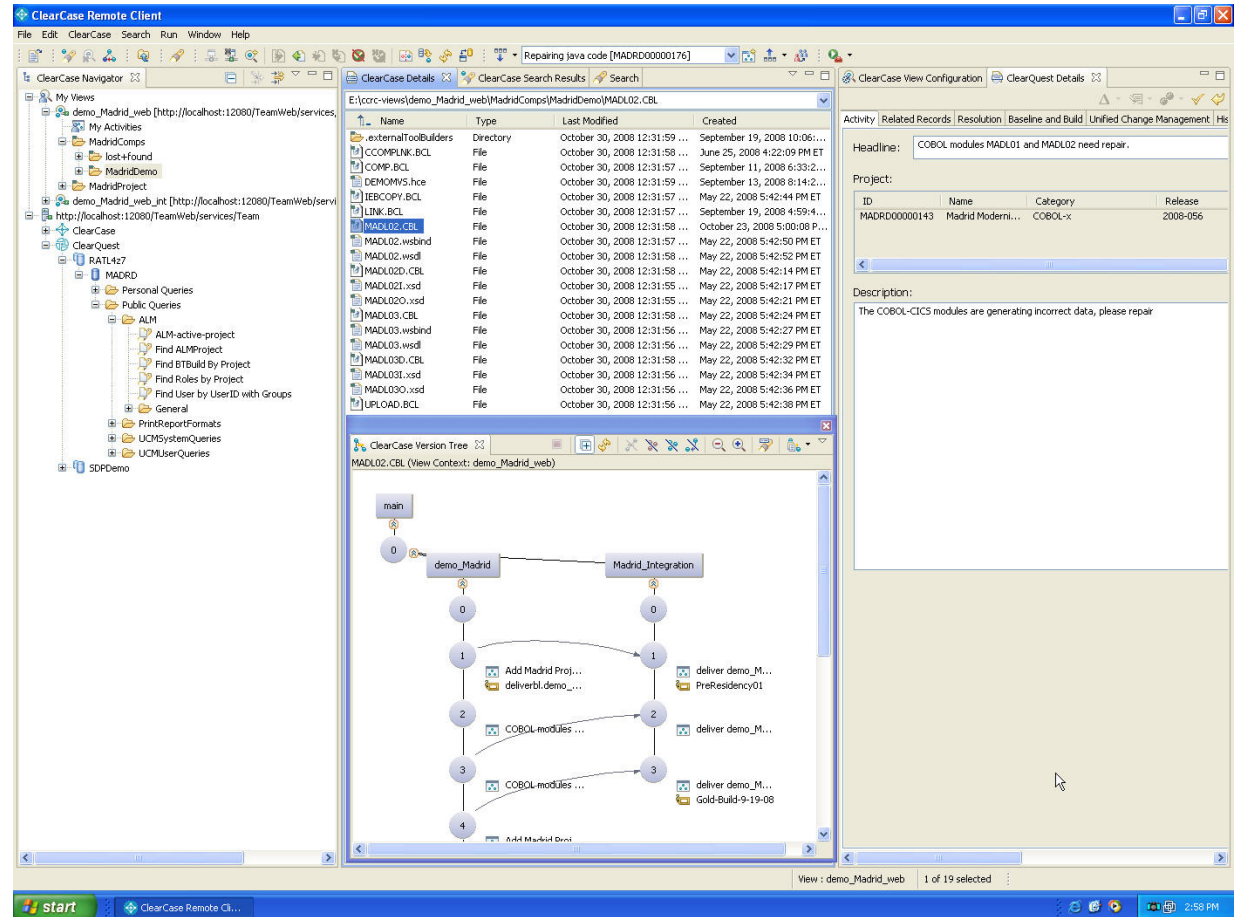 ClearCase Remote Client
File Edit ClearCase Search Run Window Help
Repairing java code [MADRD00000176]
ClearCase Navigator
My Views
demo_Madrid_web [http://localhost:12080/TeamWeb/services,
My Activities
MadridComps
lost+found
MadridDemo
MadridProject
demo_Madrid_web_int [http://localhost:12080/TeamWeb/servi
http://localhost:12080/TeamWeb/services/Team
ClearCase
ClearQuest
RATL4z7
MADRD
Personal Queries
Public Queries
ALM
ALM-active-project
Find ALMProject
Find BTBuild By Project
Find Roles by Project
Find User by UserID with Groups
General
PrintReportFormats
UCMSystemQueries
UCMUserQueries
SDPDemo
ClearCase Details ClearCase Search Results Search
E:\ccrc-views\demo_Madrid_web\MadridComps\MadridDemo\MADL02.CBL
Name Type Last Modified Created
.externalToolBuilders Directory October 30, 2008 12:31:59 ... September 19, 2008 10:06:...
CCOMPLNK.BCL File October 30, 2008 12:31:58 ... June 25, 2008 4:22:09 PM ET
COMP.BCL File October 30, 2008 12:31:57 ... September 11, 2008 6:33:2...
DEMOMVS.hce File October 30, 2008 12:31:59 ... September 13, 2008 8:14:2...
IEBCOPY.BCL File October 30, 2008 12:31:57 ... May 22, 2008 5:42:44 PM ET
LINK.BCL File October 30, 2008 12:31:57 ... September 19, 2008 4:59:4...
MADL02.CBL File October 30, 2008 12:31:58 ... October 23, 2008 5:00:08 P...
MADL02.wsbind File October 30, 2008 12:31:57 ... May 22, 2008 5:42:50 PM ET
MADL02.wsdl File October 30, 2008 12:31:58 ... May 22, 2008 5:42:52 PM ET
MADL02D.CBL File October 30, 2008 12:31:58 ... May 22, 2008 5:42:14 PM ET
MADL02I.xsd File October 30, 2008 12:31:55 ... May 22, 2008 5:42:17 PM ET
MADL02O.xsd File October 30, 2008 12:31:55 ... May 22, 2008 5:42:21 PM ET
MADL03.CBL File October 30, 2008 12:31:58 ... May 22, 2008 5:42:24 PM ET
MADL03.wsbind File October 30, 2008 12:31:56 ... May 22, 2008 5:42:27 PM ET
MADL03.wsdl File October 30, 2008 12:31:56 ... May 22, 2008 5:42:29 PM ET
MADL03D.CBL File October 30, 2008 12:31:58 ... May 22, 2008 5:42:32 PM ET
MADL03I.xsd File October 30, 2008 12:31:56 ... May 22, 2008 5:42:34 PM ET
MADL03O.xsd File October 30, 2008 12:31:56 ... May 22, 2008 5:42:36 PM ET
UPLOAD.BCL File October 30, 2008 12:31:56 ... May 22, 2008 5:42:38 PM ET
ClearCase Version Tree
MADL02.CBL (View Context: demo_Madrid_web)
main
0
demo_Madrid Madrid_Integration
0 0
1 1
Add Madrid Proj... deliver demo_M...
deliverbl.demo_... PreResidency01
2 2
COBOL modules ... deliver demo_M...
3 3
COBOL modules ... deliver demo_M...
Gold-Build-9-19-08
4
Add Madrid Proj
ClearCase View Configuration ClearQuest Details
Activity Related Records Resolution Baseline and Build Unified Change Management His
Headline: COBOL modules MADL01 and MADL02 need repair.
Project:
ID Name Category Release
MADRD00000143 Madrid Moderni... COBOL-x 2008-056
Description:
The COBOL-CICS modules are generating incorrect data, please repair
View : demo_Madrid_web 1 of 19 selected
start ClearCase Remote Cli... 2:58 PM